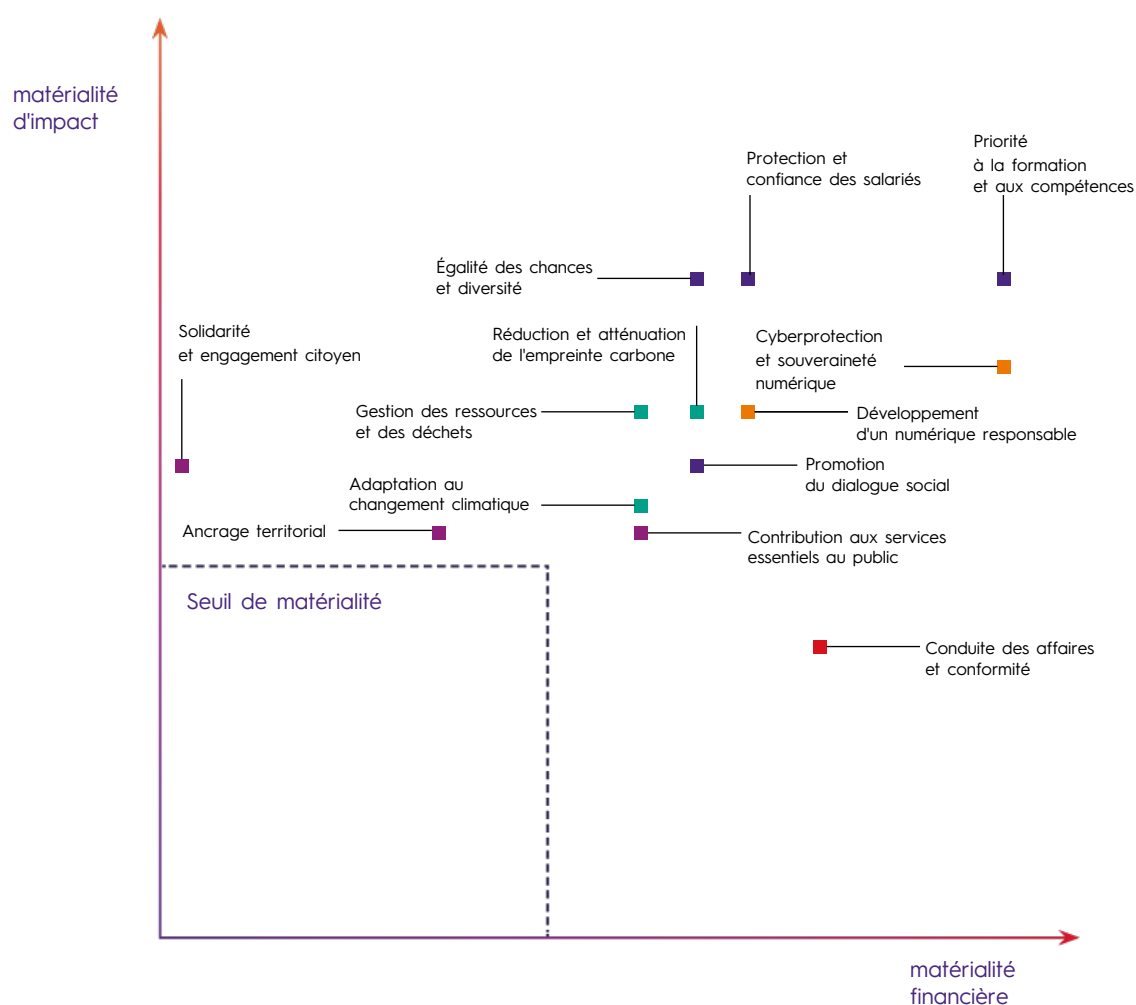 matérialité
d'impact
Priorité
à la formation
et aux compétences
Protection et
confiance des salariés
Égalité des chances
et diversité
Solidarité
et engagement citoyen
Réduction et atténuation
de l'empreinte carbone
Cyberprotection
et souveraineté
numérique
Gestion des ressources
et des déchets
Développement
d'un numérique responsable
Promotion
du dialogue social
Adaptation au
changement climatique
Ancrage territorial
Contribution aux services
essentiels au public
Seuil de matérialité
Conduite des affaires
et conformité
matérialité
financière